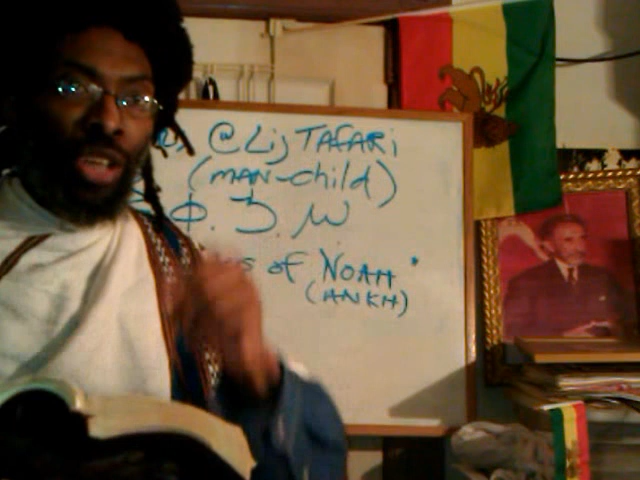 @Lij TAFARi
(MAN-child)
ቀ. ኃ. ሥ
of NOAH *
(ANKH)